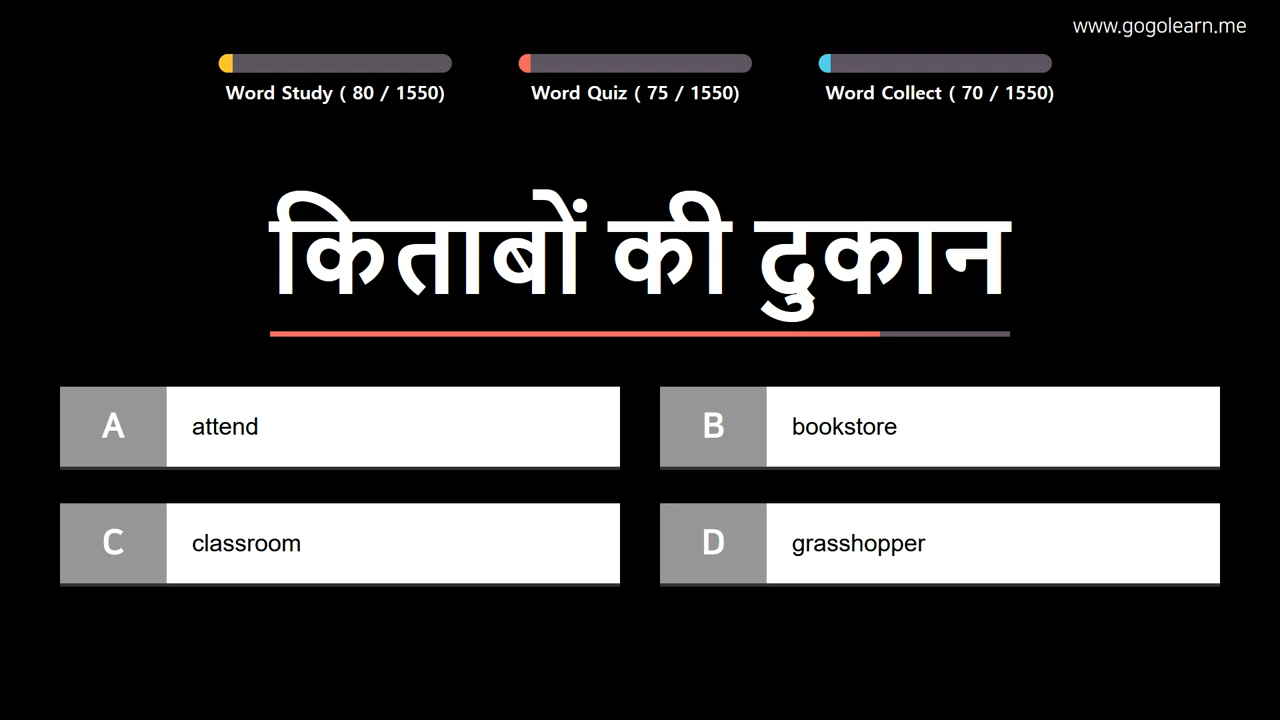 www.gogolearn.me
Word Study ( 80 / 1550)
Word Quiz ( 75 / 1550)
Word Collect ( 70 / 1550)
किताबों की दुकान
A attend
B bookstore
C classroom
D grasshopper